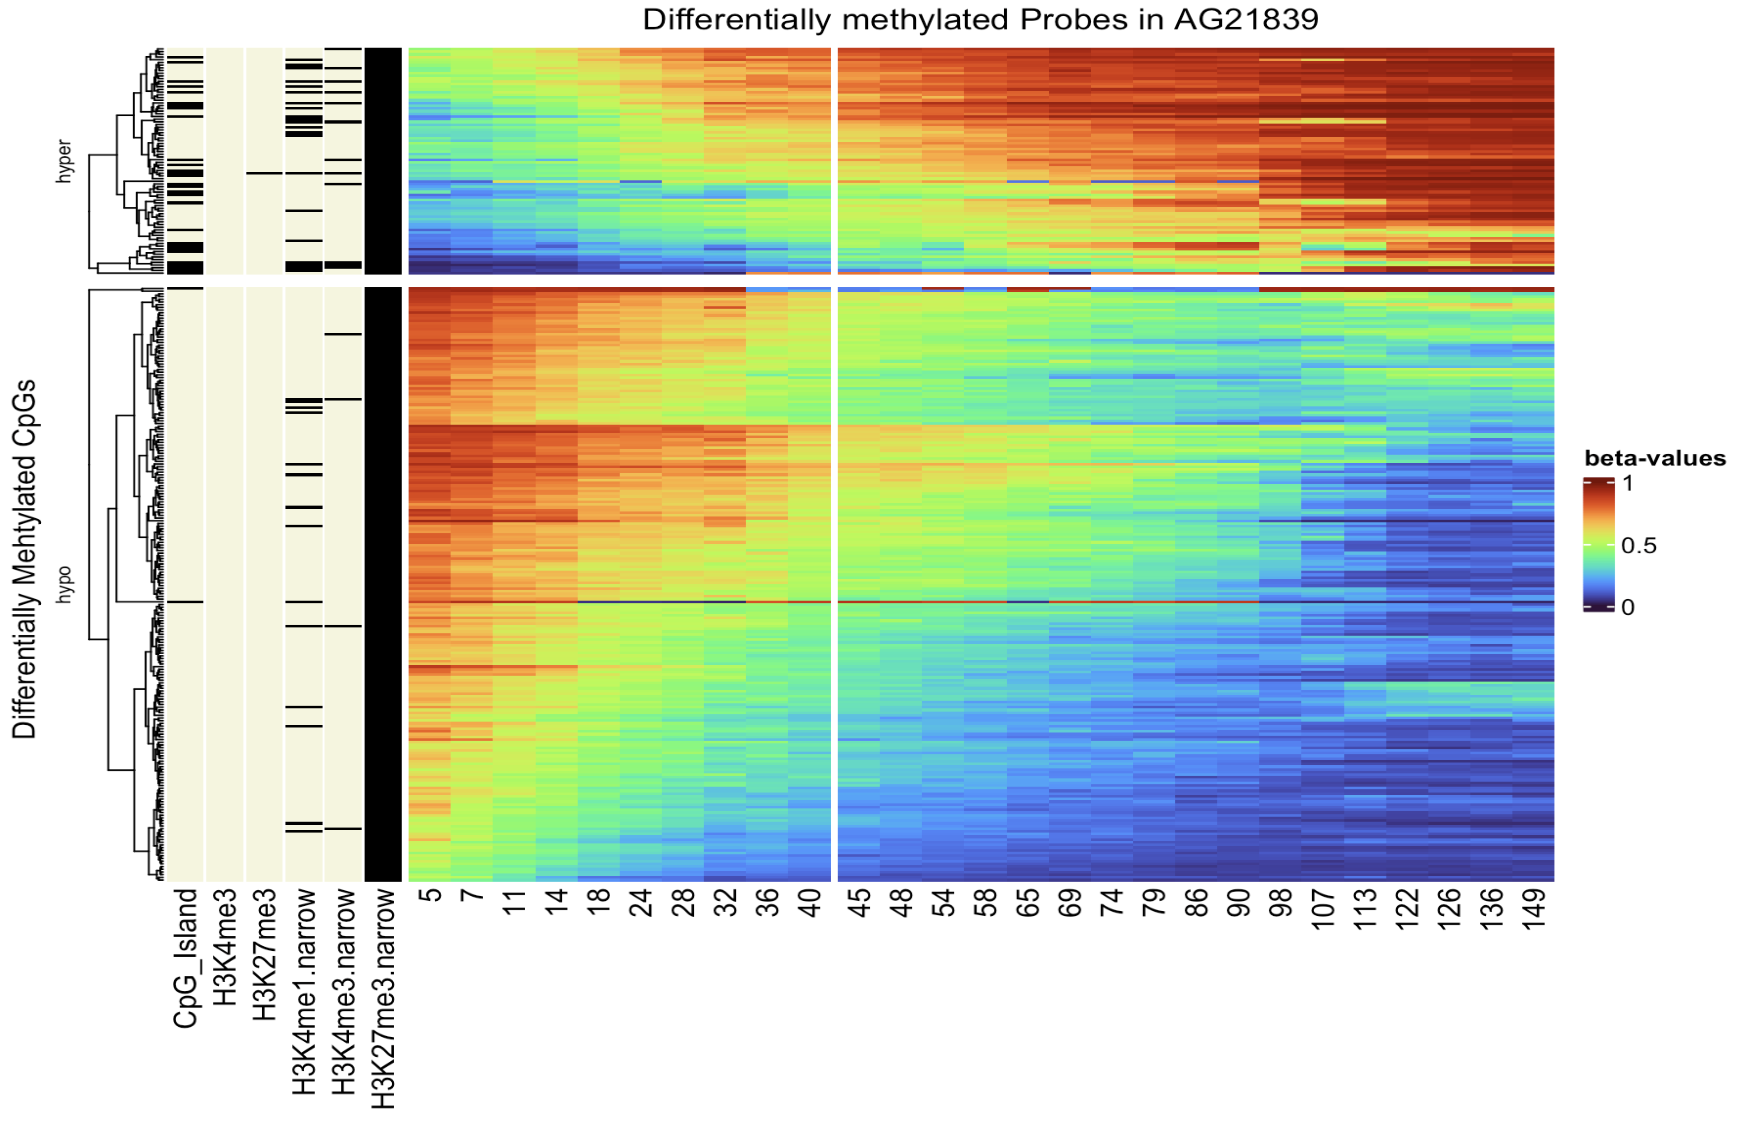 Differentially methylated Probes in AG21839
hyper
hypo
Differentially Mehtylated CpGs
beta-values
1
0.5
0
5 7 11 14 18 24 28 32 36 40 45 48 54 58 65 69 74 79 86 90 98 107 113 122 126 136 149
CpG_Island
H3K4me3
H3K27me3
H3K4me1.narrow
H3K4me3.narrow
H3K27me3.narrow